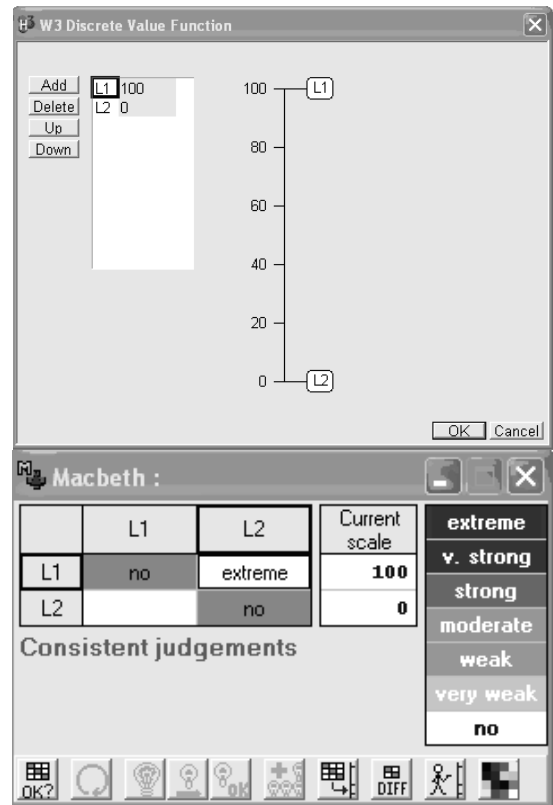 W3 Discrete Value Function
Add
Delete
Up
Down
L1 100
L2 0
100 L1
80
60
40
20
0 L2
OK Cancel
Macbeth :
L1 L2 Current scale
L1 no extreme 100
L2 no 0
Consistent judgements
extreme
v. strong
strong
moderate
weak
very weak
no
OK?
OK
DIFF